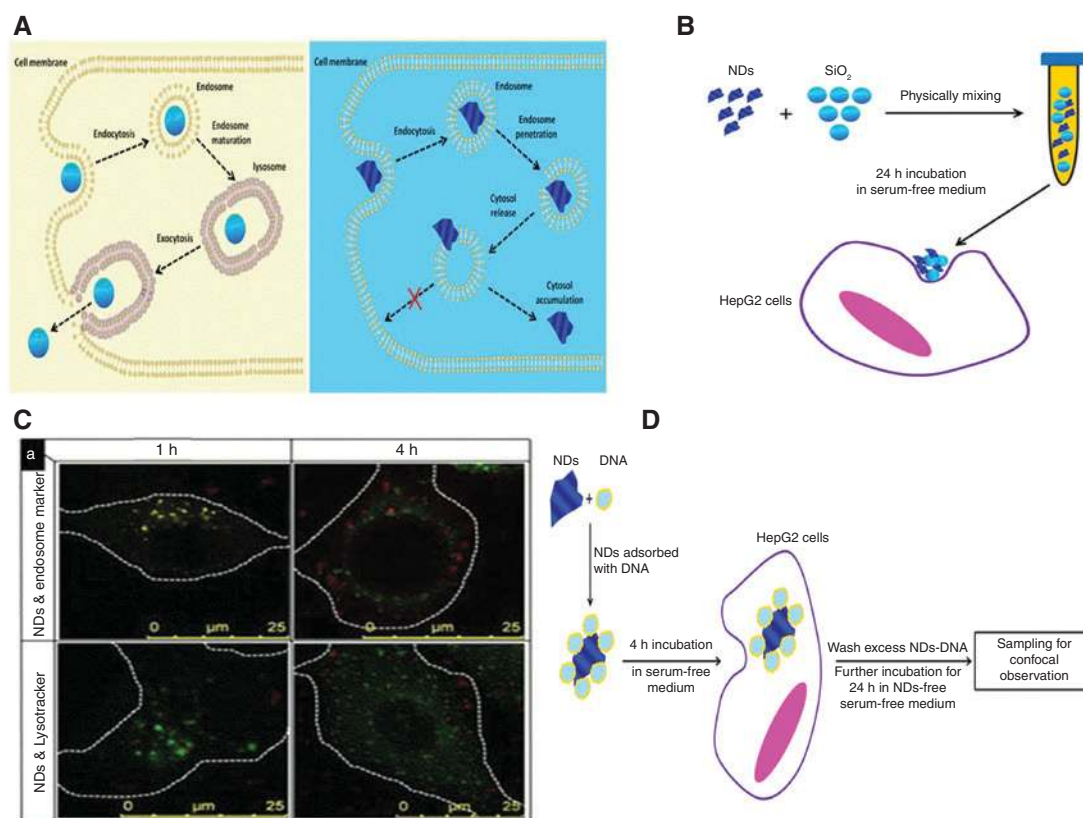 A
Cell membrane
Endosome
Endocytosis
Endosome
maturation
lysosome
Exocytosis
Cell membrane
Endosome
Endocytosis
Endosome
penetration
Cytosol
release
Cytosol
accumulation
B
NDs
SiO2
+
Physically mixing
24 h incubation
in serum-free medium
HepG2 cells
C
a
1 h
4 h
NDs & endosome marker
0 µm 25
0 µm 25
NDs & Lysotracker
0 µm 25
0 µm 25
D
NDs DNA
+
NDs adsorbed
with DNA
4 h incubation
in serum-free
medium
HepG2 cells
Wash excess NDs-DNA
Further incubation for
24 h in NDs-free
serum-free medium
Sampling for
confocal
observation